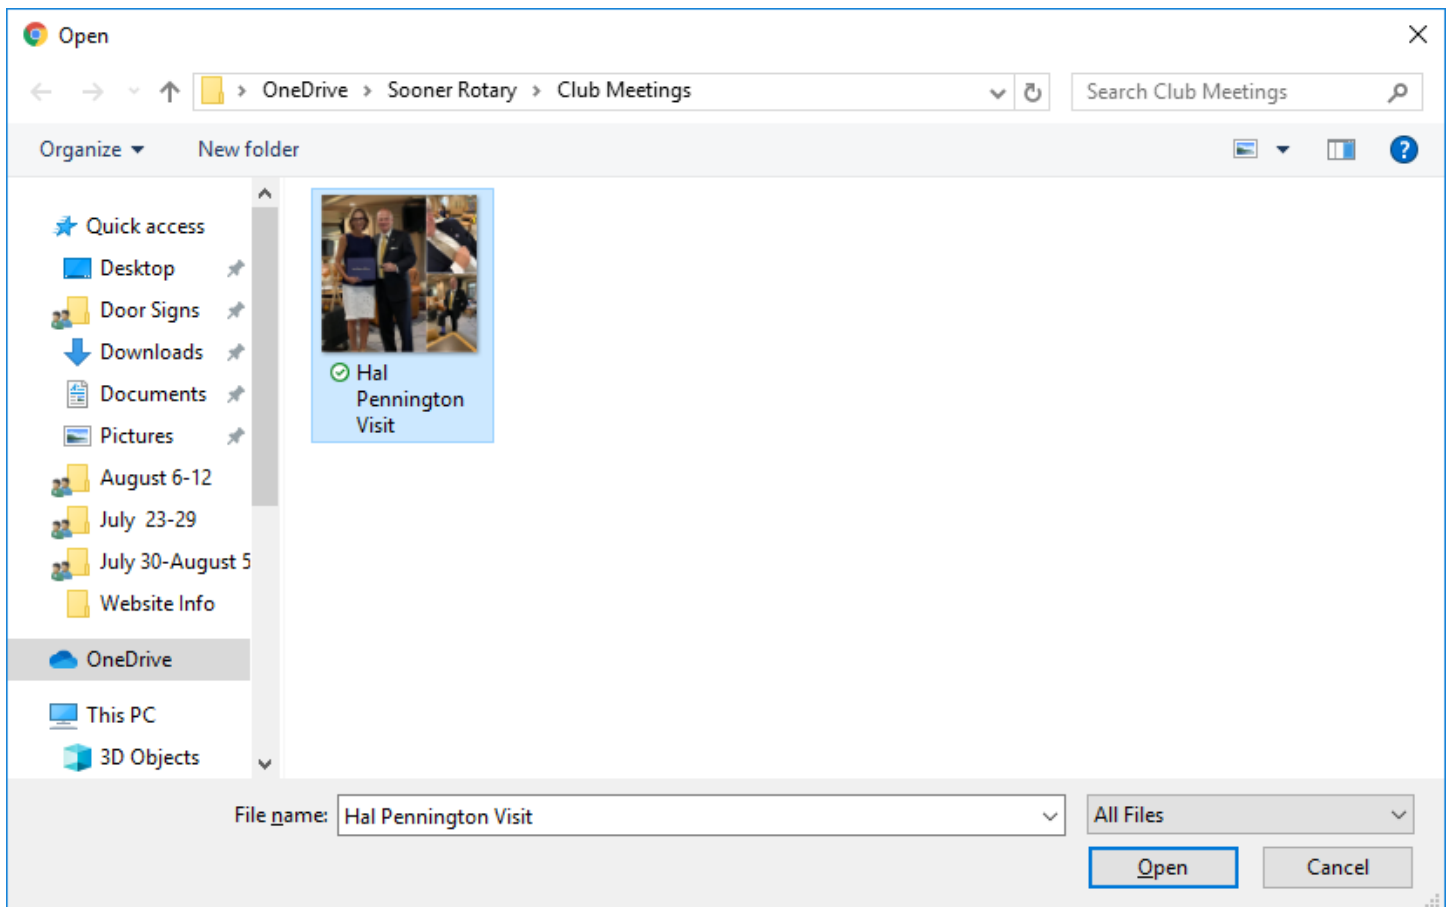 Open
OneDrive > Sooner Rotary > Club Meetings
Search Club Meetings
Organize
New folder
?
Quick access
Desktop
Door Signs
Downloads
Documents
Pictures
August 6-12
July 23-29
July 30-August 5
Website Info
OneDrive
This PC
3D Objects
Hal
Pennington
Visit
File name:
Hal Pennington Visit
All Files
Open
Cancel